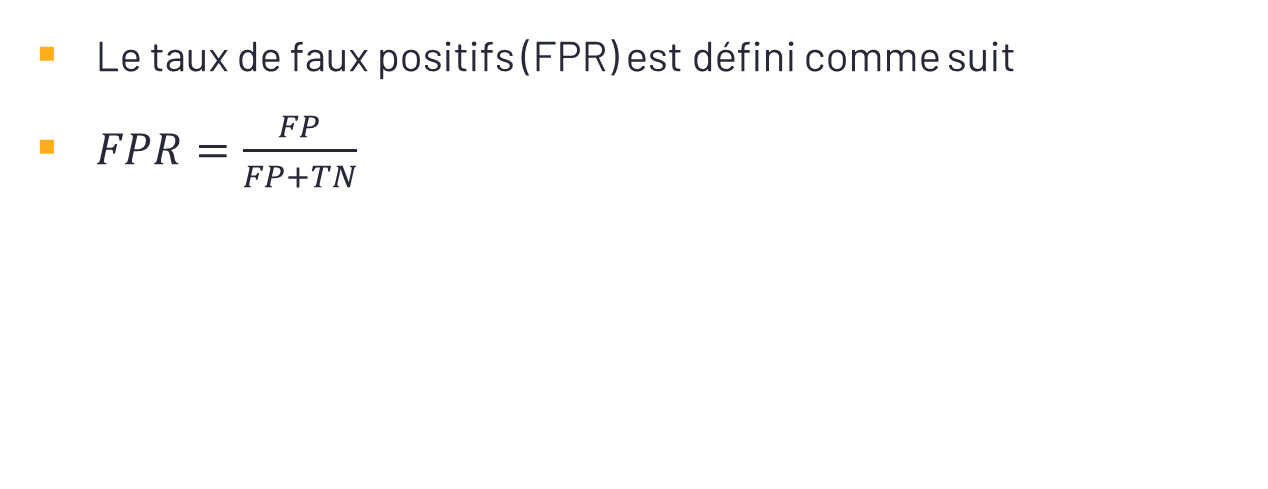 Le taux de faux positifs (FPR) est défini comme suit
FPR = FP / FP+TN